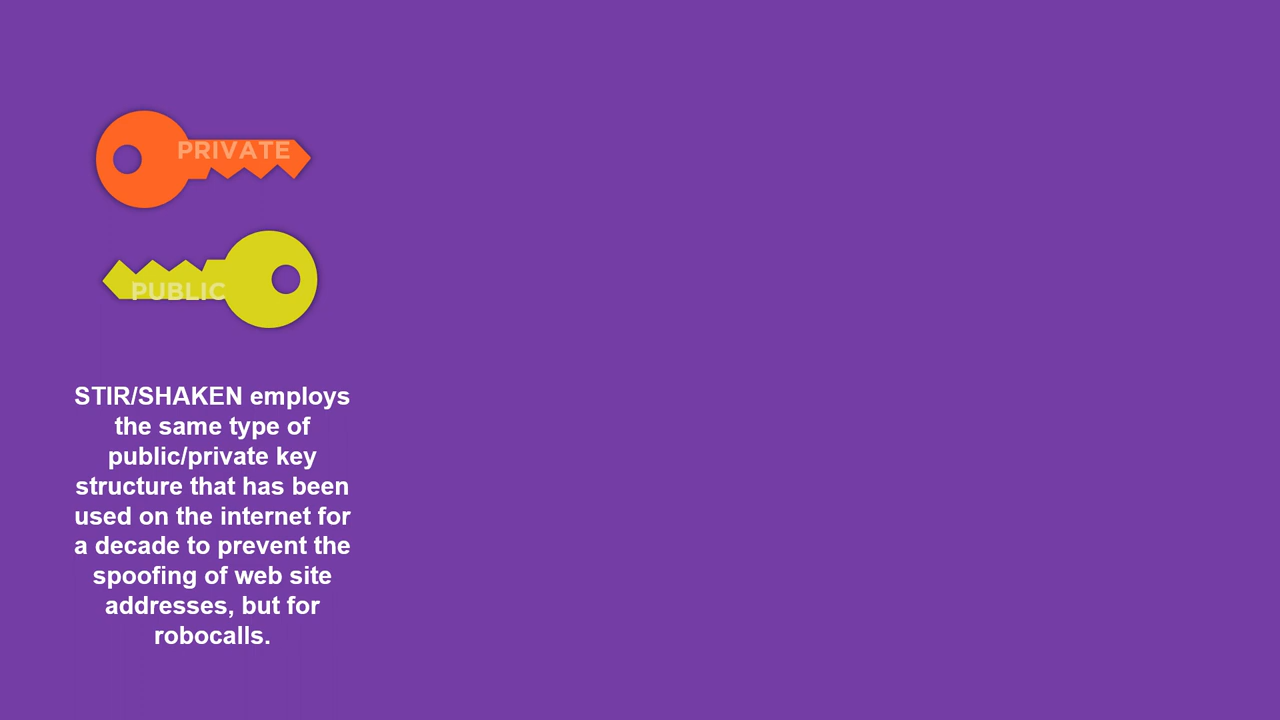 PRIVATE
PUBLIC
STIR/SHAKEN employs
the same type of
public/private key
structure that has been
used on the internet for
a decade to prevent the
spoofing of web site
addresses, but for
robocalls.